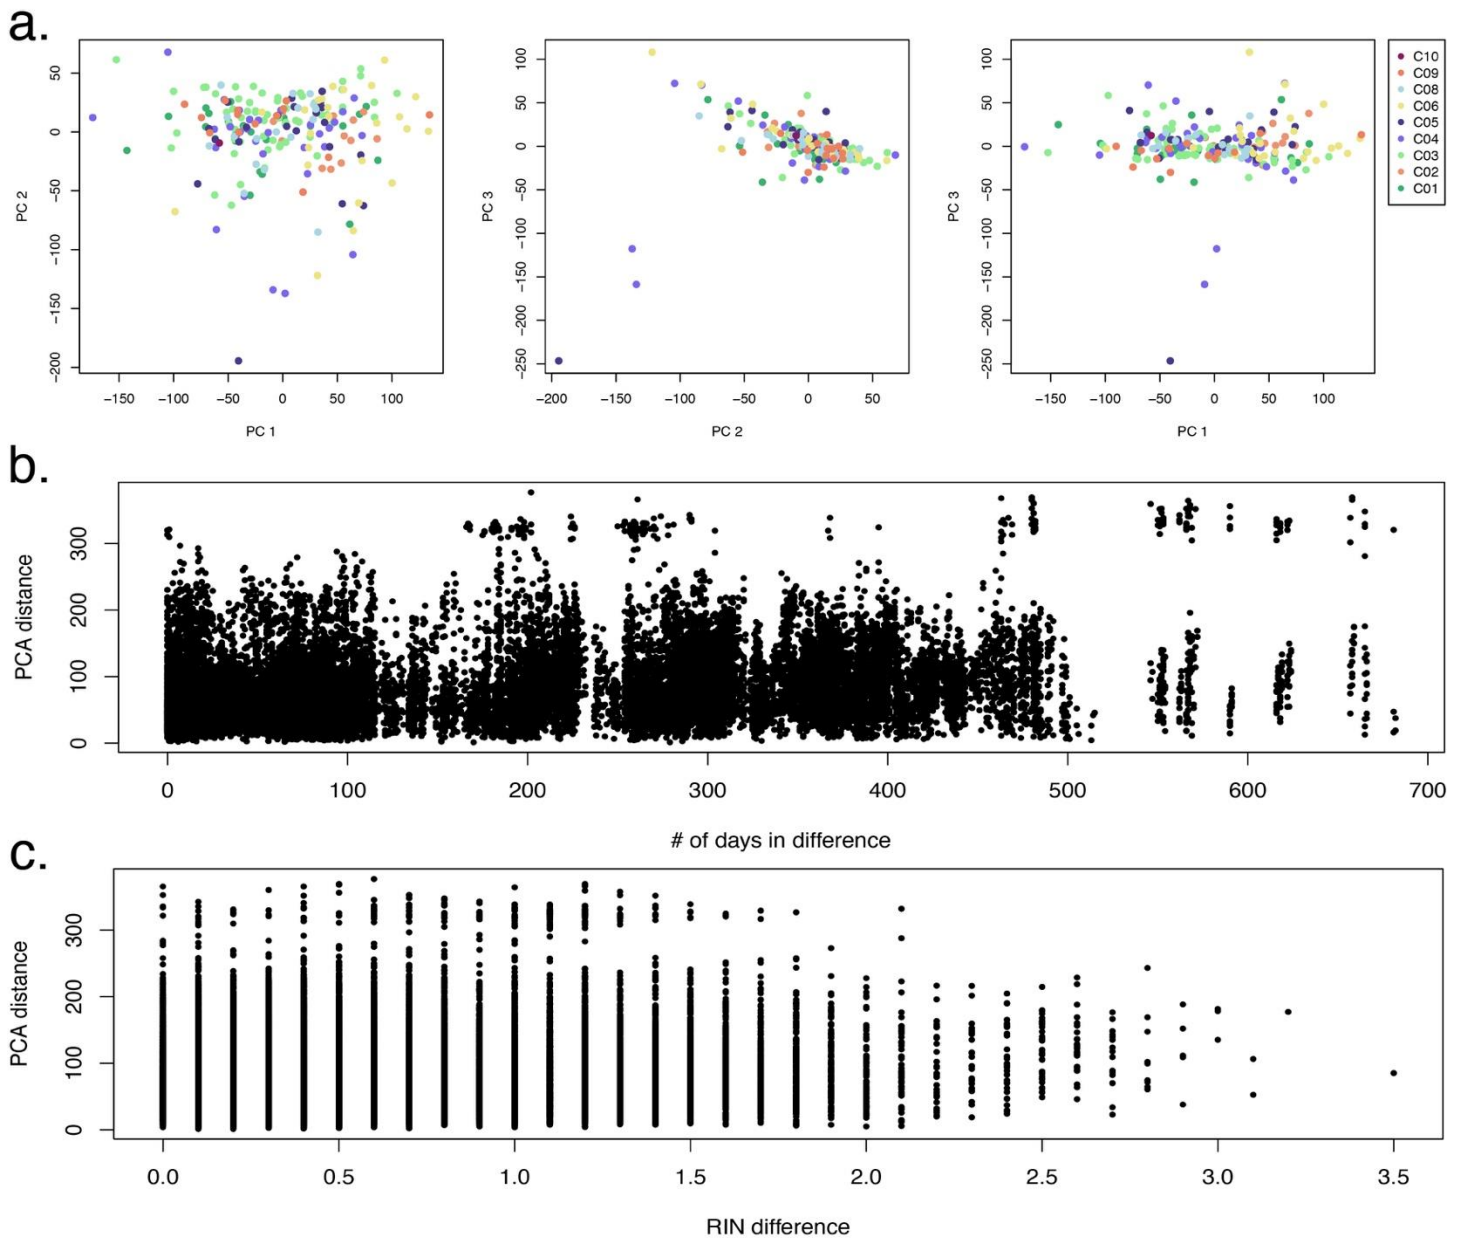 a.
50
0
−50
−100
−150
−200
PC 2
−150 −100 −50 0 50 100
PC 1
100
50
0
−50
−100
−150
−200
−250
PC 3
−200 −150 −100 −50 0 50
PC 2
100
50
0
−50
−100
−150
−200
−250
PC 3
−150 −100 −50 0 50 100
PC 1
C10
C09
C08
C06
C05
C04
C03
C02
C01
b.
300
200
100
0
PCA distance
0 100 200 300 400 500 600 700
# of days in difference
c.
300
200
100
0
PCA distance
0.0 0.5 1.0 1.5 2.0 2.5 3.0 3.5
RIN difference